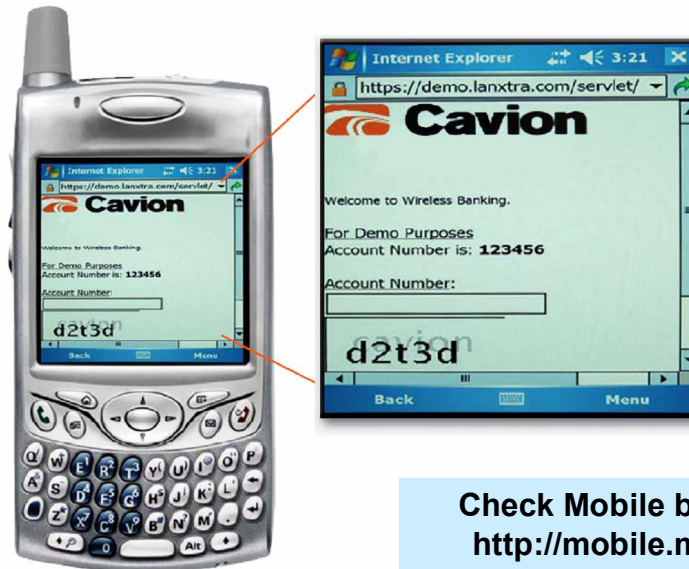 Internet Explorer 3:21
https://demo.lanxtra.com/servlet/
Cavion
Welcome to Wireless Banking.
For Demo Purposes
Account Number is: 123456
Account Number:
cavion
d2t3d
Back Menu
Internet Explorer 3:21
https://demo.lanxtra.com/servlet/
Cavion
Welcome to Wireless Banking.
For Demo Purposes
Account Number is: 123456
Account Number:
cavion
d2t3d
Back Menu
Q W E R T Y U I O P
A S D F G H J K L
Z X C V B N M .
0 Alt
Check Mobile b
http://mobile.n